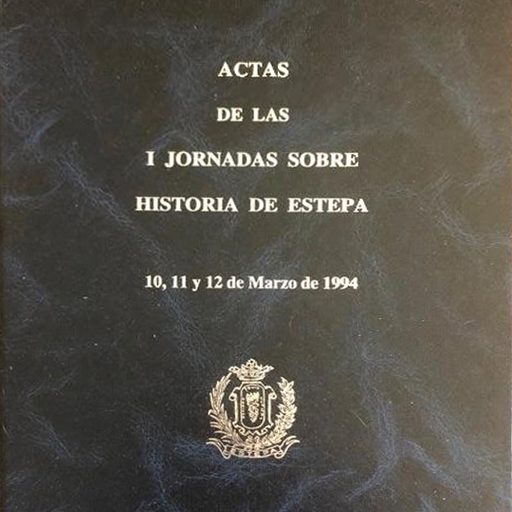 ACTAS
DE LAS
I JORNADAS SOBRE
HISTORIA DE ESTEPA
10, 11 y 12 de Marzo de 1994